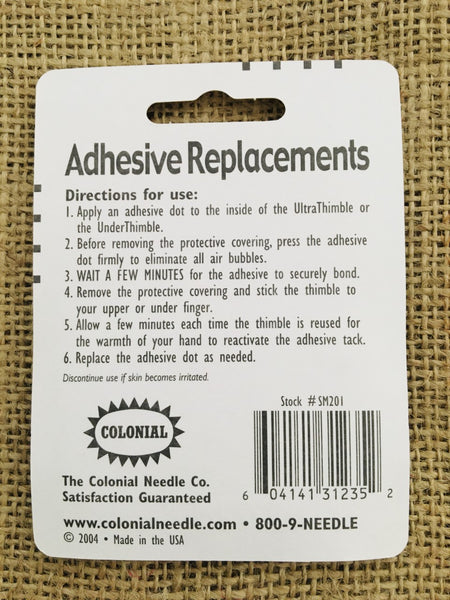 Adhesive Replacements
Directions for use:
1. Apply an adhesive dot to the inside of the UltraThimble or
the UnderThimble.
2. Before removing the protective covering, press the adhesive
dot firmly to eliminate all air bubbles.
3. WAIT A FEW MINUTES for the adhesive to securely bond.
4. Remove the protective covering and stick the thimble to
your upper or under finger.
5. Allow a few minutes each time the thimble is reused for
the warmth of your hand to reactivate the adhesive tack.
6. Replace the adhesive dot as needed.
Discontinue use if skin becomes irritated.
Stock #SM201
COLONIAL
The Colonial Needle Co.
Satisfaction Guaranteed
6 04141 31235 2
www.colonialneedle.com • 800-9-NEEDLE
© 2004 • Made in the USA